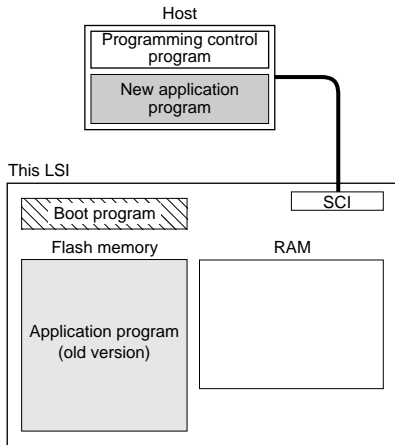 Host
Programming control
program
New application
program
This LSI
SCI
Boot program
Flash memory
RAM
Application program
(old version)